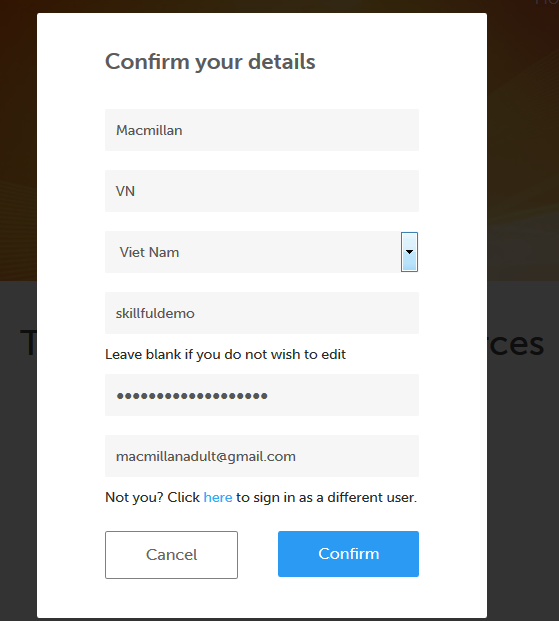 Confirm your details
Macmillan
VN
Viet Nam
skillfuldemo
Leave blank if you do not wish to edit
●●●●●●●●●●●●●●●●●●●
macmillanadult@gmail.com
Not you? Click here to sign in as a different user.
Cancel
Confirm